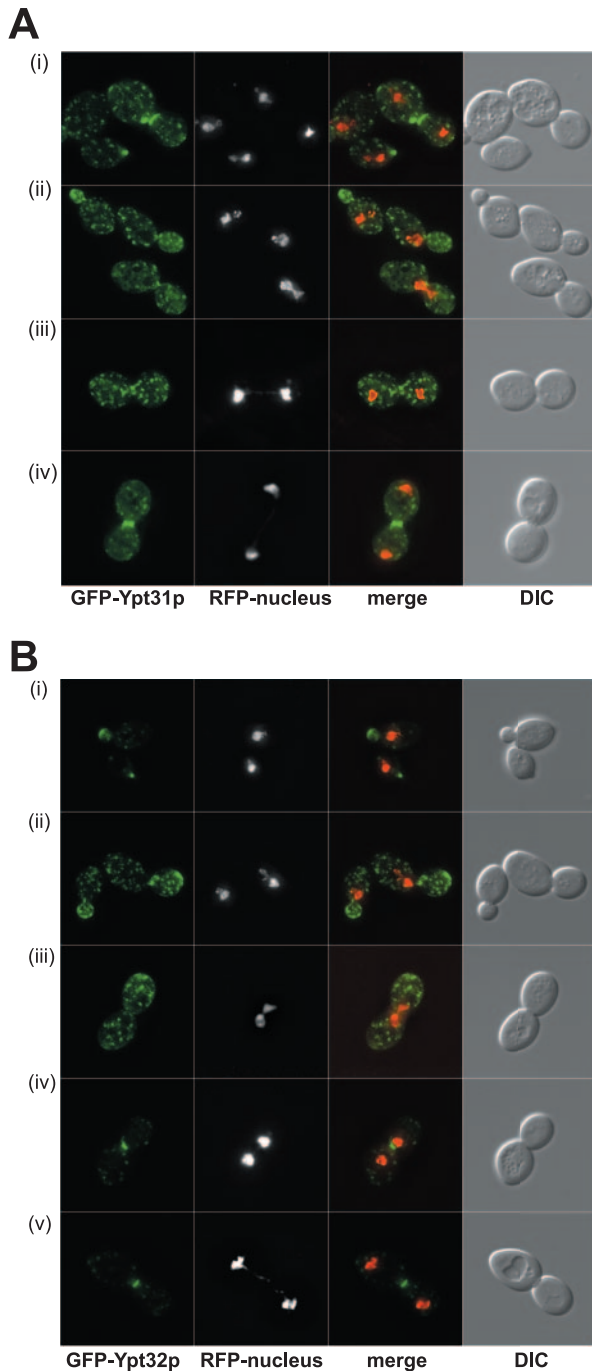 A
(i)
(ii)
(iii)
(iv)
GFP-Ypt31p RFP-nucleus merge DIC
B
(i)
(ii)
(iii)
(iv)
(v)
GFP-Ypt32p RFP-nucleus merge DIC